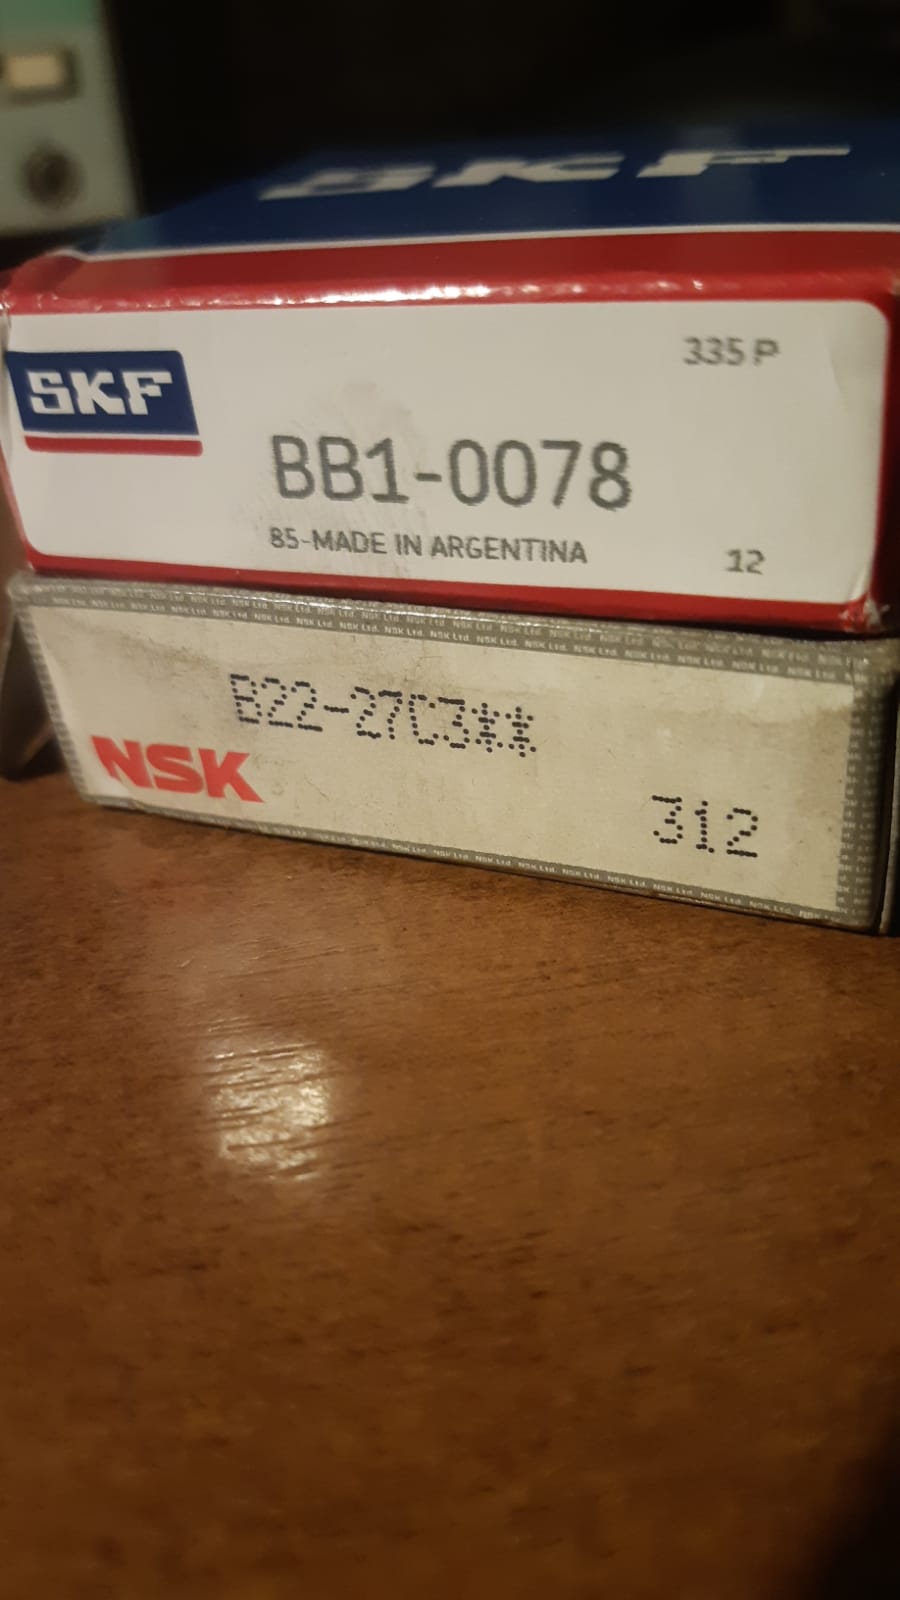 SKF
335 P
SKF
BB1-0078
85-MADE IN ARGENTINA
12
B22-27C3**
NSK
312